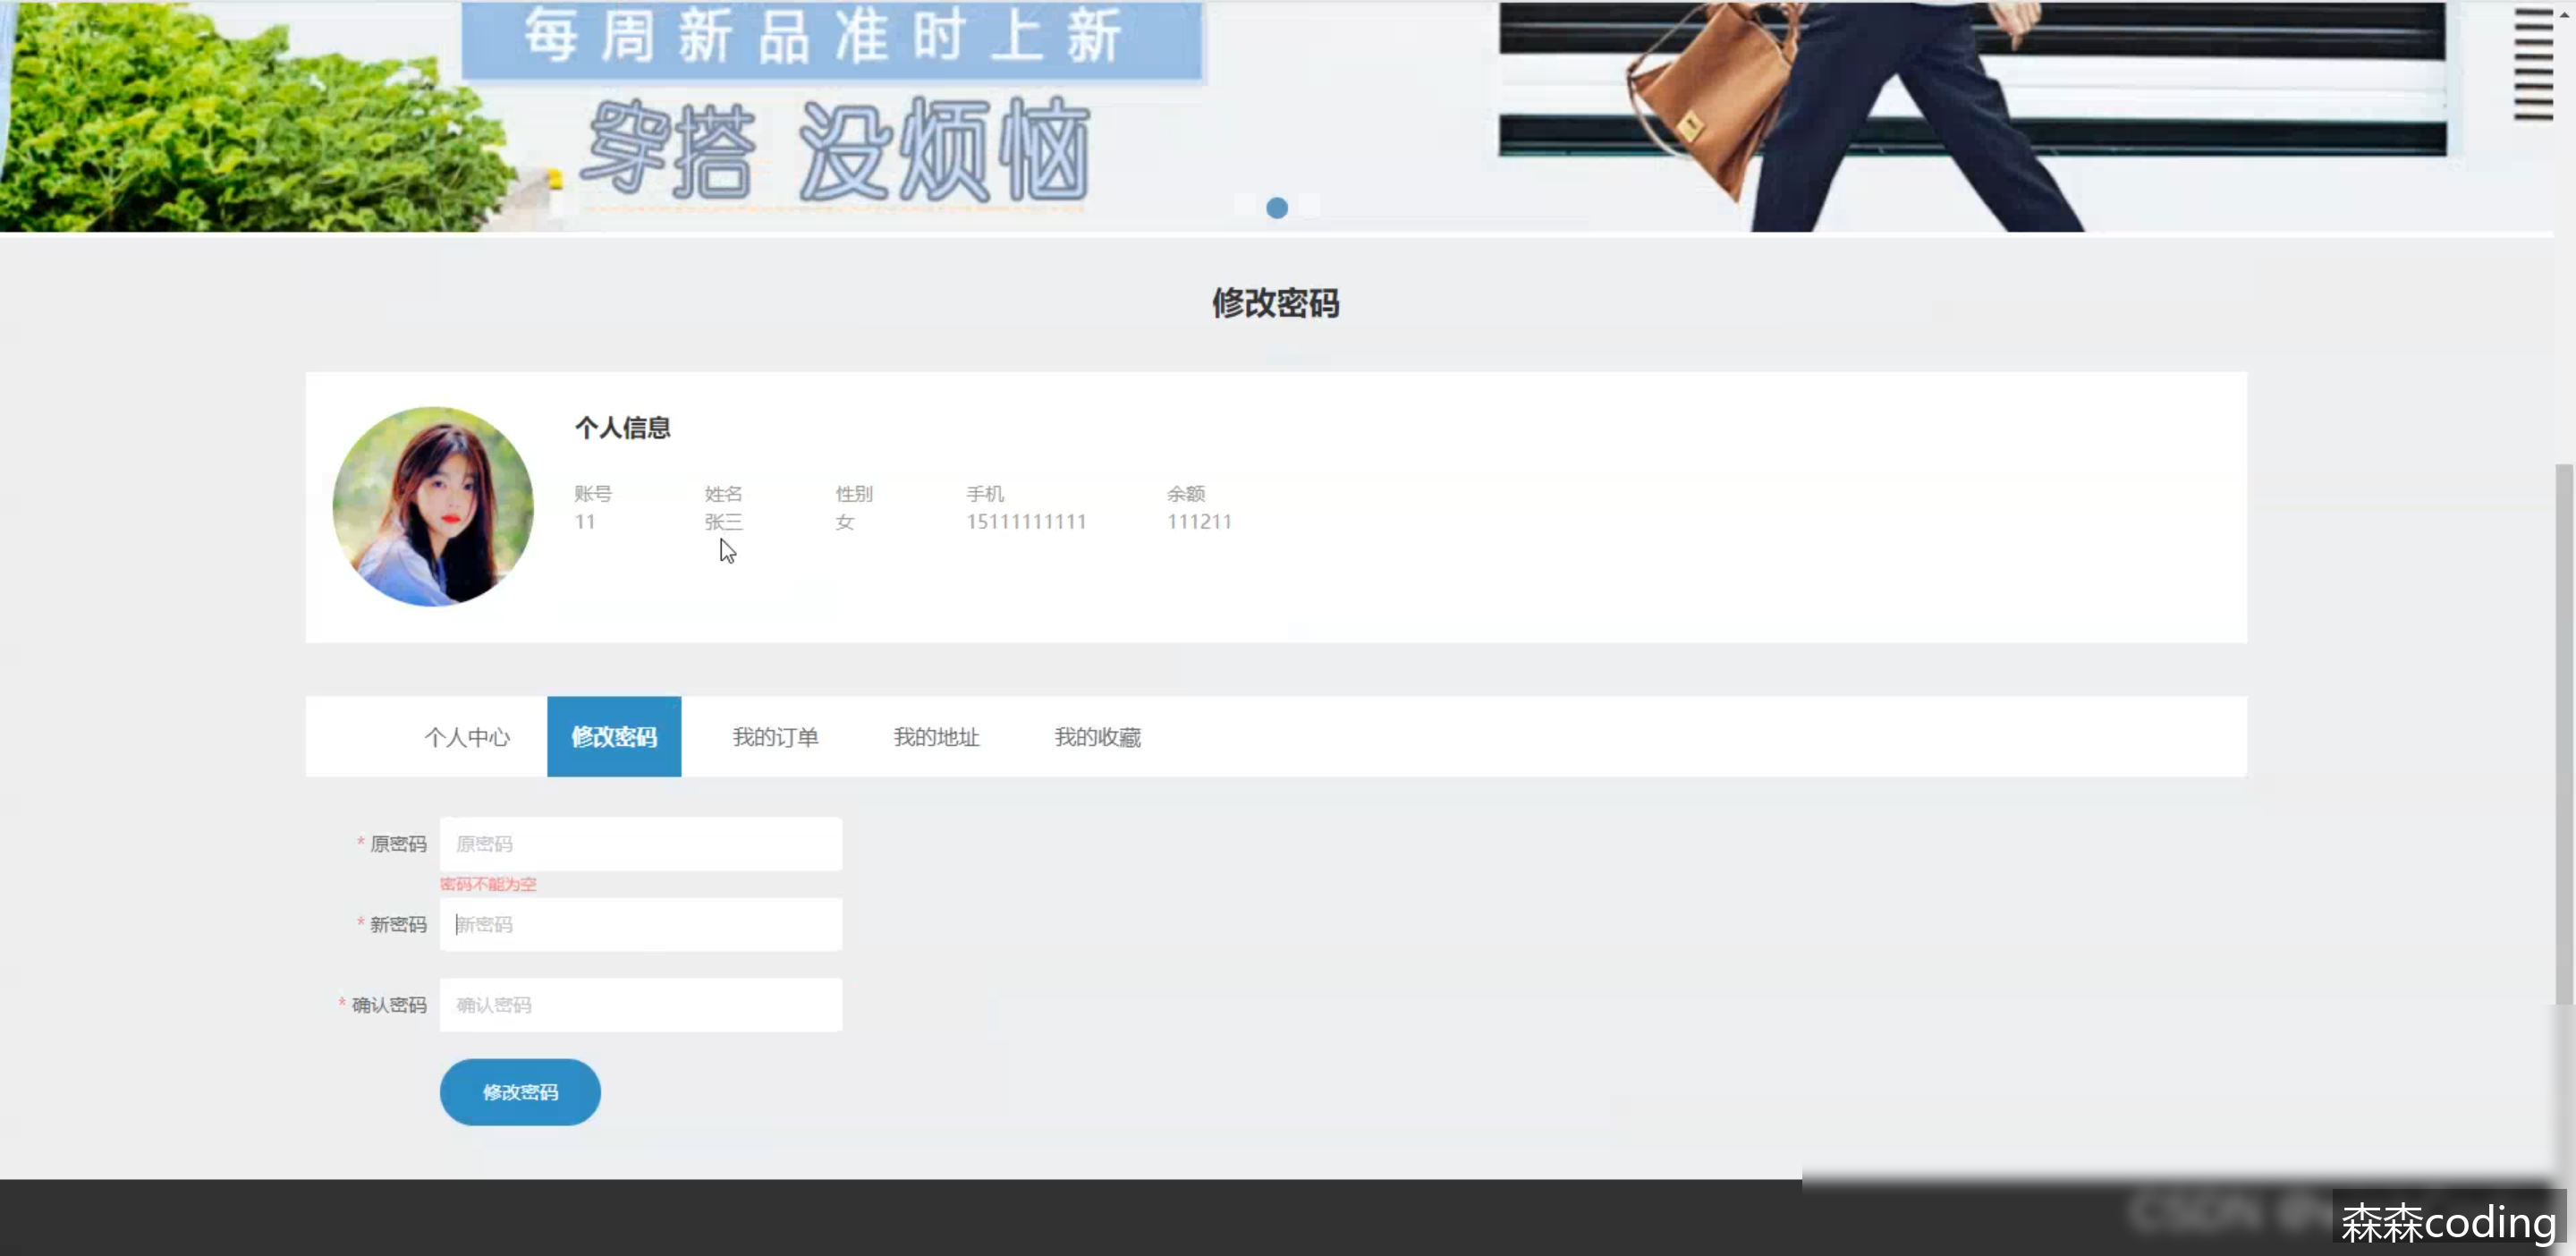 每周新品准时上新
穿搭 没烦恼
修改密码
个人信息
账号 姓名 性别 手机 余额
11 张三 女 15111111111 111211
个人中心 修改密码 我的订单 我的地址 我的收藏
* 原密码 原密码
密码不能为空
* 新密码 新密码
* 确认密码 确认密码
修改密码
CSDN
森森coding